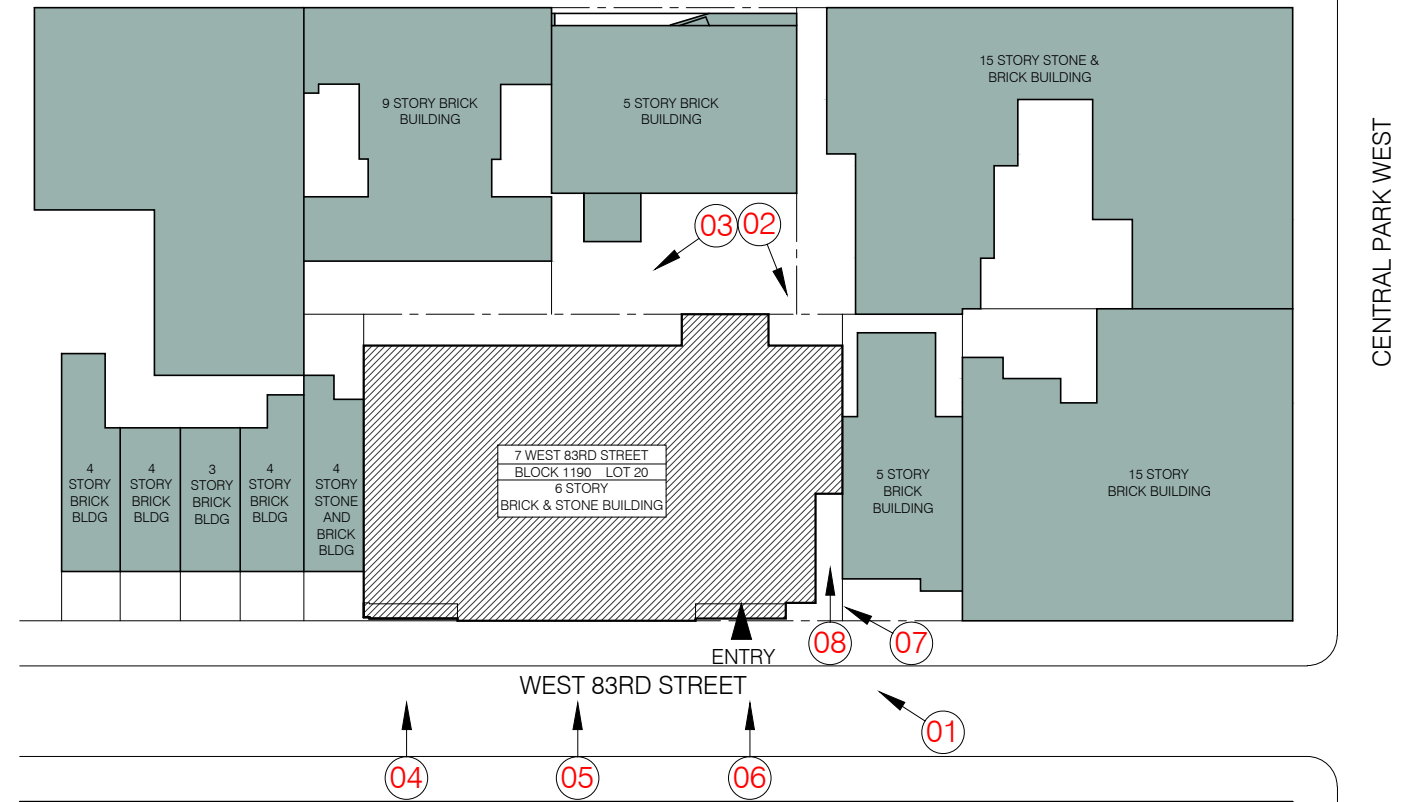 15 STORY STONE &
BRICK BUILDING
9 STORY BRICK
BUILDING
5 STORY BRICK
BUILDING
CENTRAL PARK WEST
03
02
7 WEST 83RD STREET
BLOCK 1190 LOT 20
6 STORY
BRICK & STONE BUILDING
4
STORY
BRICK
BLDG
4
STORY
BRICK
BLDG
3
STORY
BRICK
BLDG
4
STORY
BRICK
BLDG
4
STORY
STONE
AND
BRICK
BLDG
5 STORY
BRICK
BUILDING
15 STORY
BRICK BUILDING
08
07
ENTRY
WEST 83RD STREET
01
04
05
06